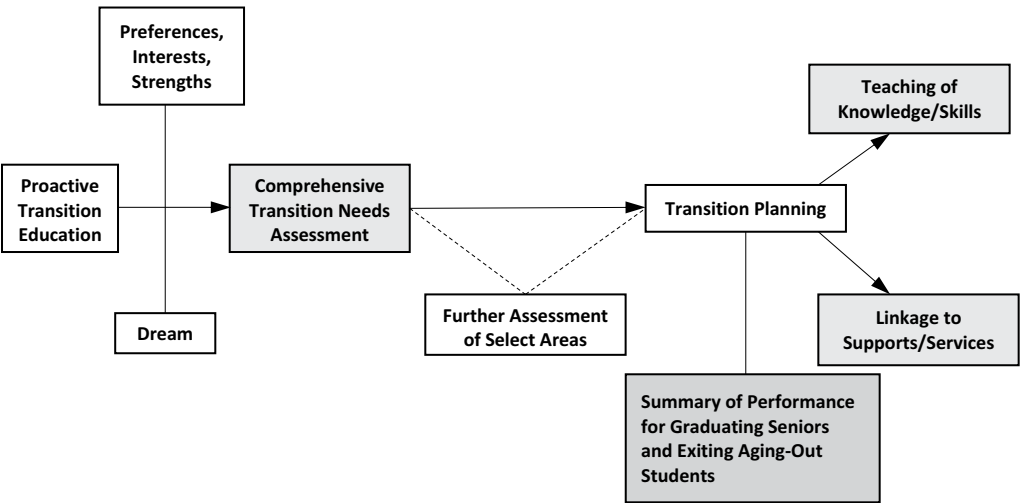 Preferences,
Interests,
Strengths
Proactive
Transition
Education
Dream
Comprehensive
Transition Needs
Assessment
Further Assessment
of Select Areas
Transition Planning
Teaching of
Knowledge/Skills
Linkage to
Supports/Services
Summary of Performance
for Graduating Seniors
and Exiting Aging-Out
Students